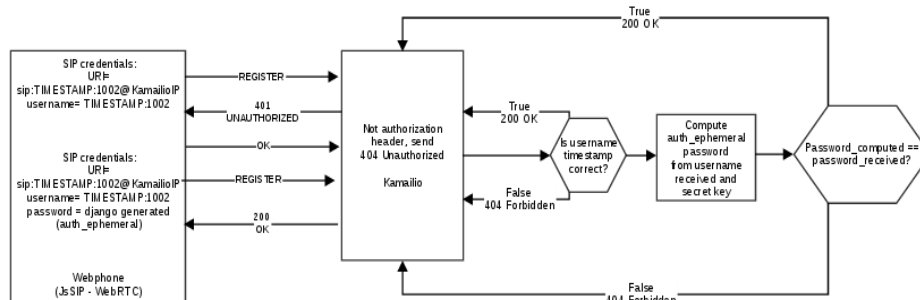 SIP credentials:
URI=
sip:TIMESTAMP:1002@KamailioIP
username= TIMESTAMP:1002
SIP credentials:
URI=
sip:TIMESTAMP:1002@KamailioIP
username= TIMESTAMP:1002
password = django generated
(auth_ephemeral)
Webphone
(JsSIP - WebRTC)
REGISTER
401
UNAUTHORIZED
OK
REGISTER
200
OK
Not authorization
header, send
404 Unauthorized
Kamailio
True
200 OK
Is username
timestamp
correct?
False
404 Forbidden
Compute
auth_ephemeral
password
from username
received and
secret key
True
200 OK
Password_computed ==
password_received?
False
404 Forbidden